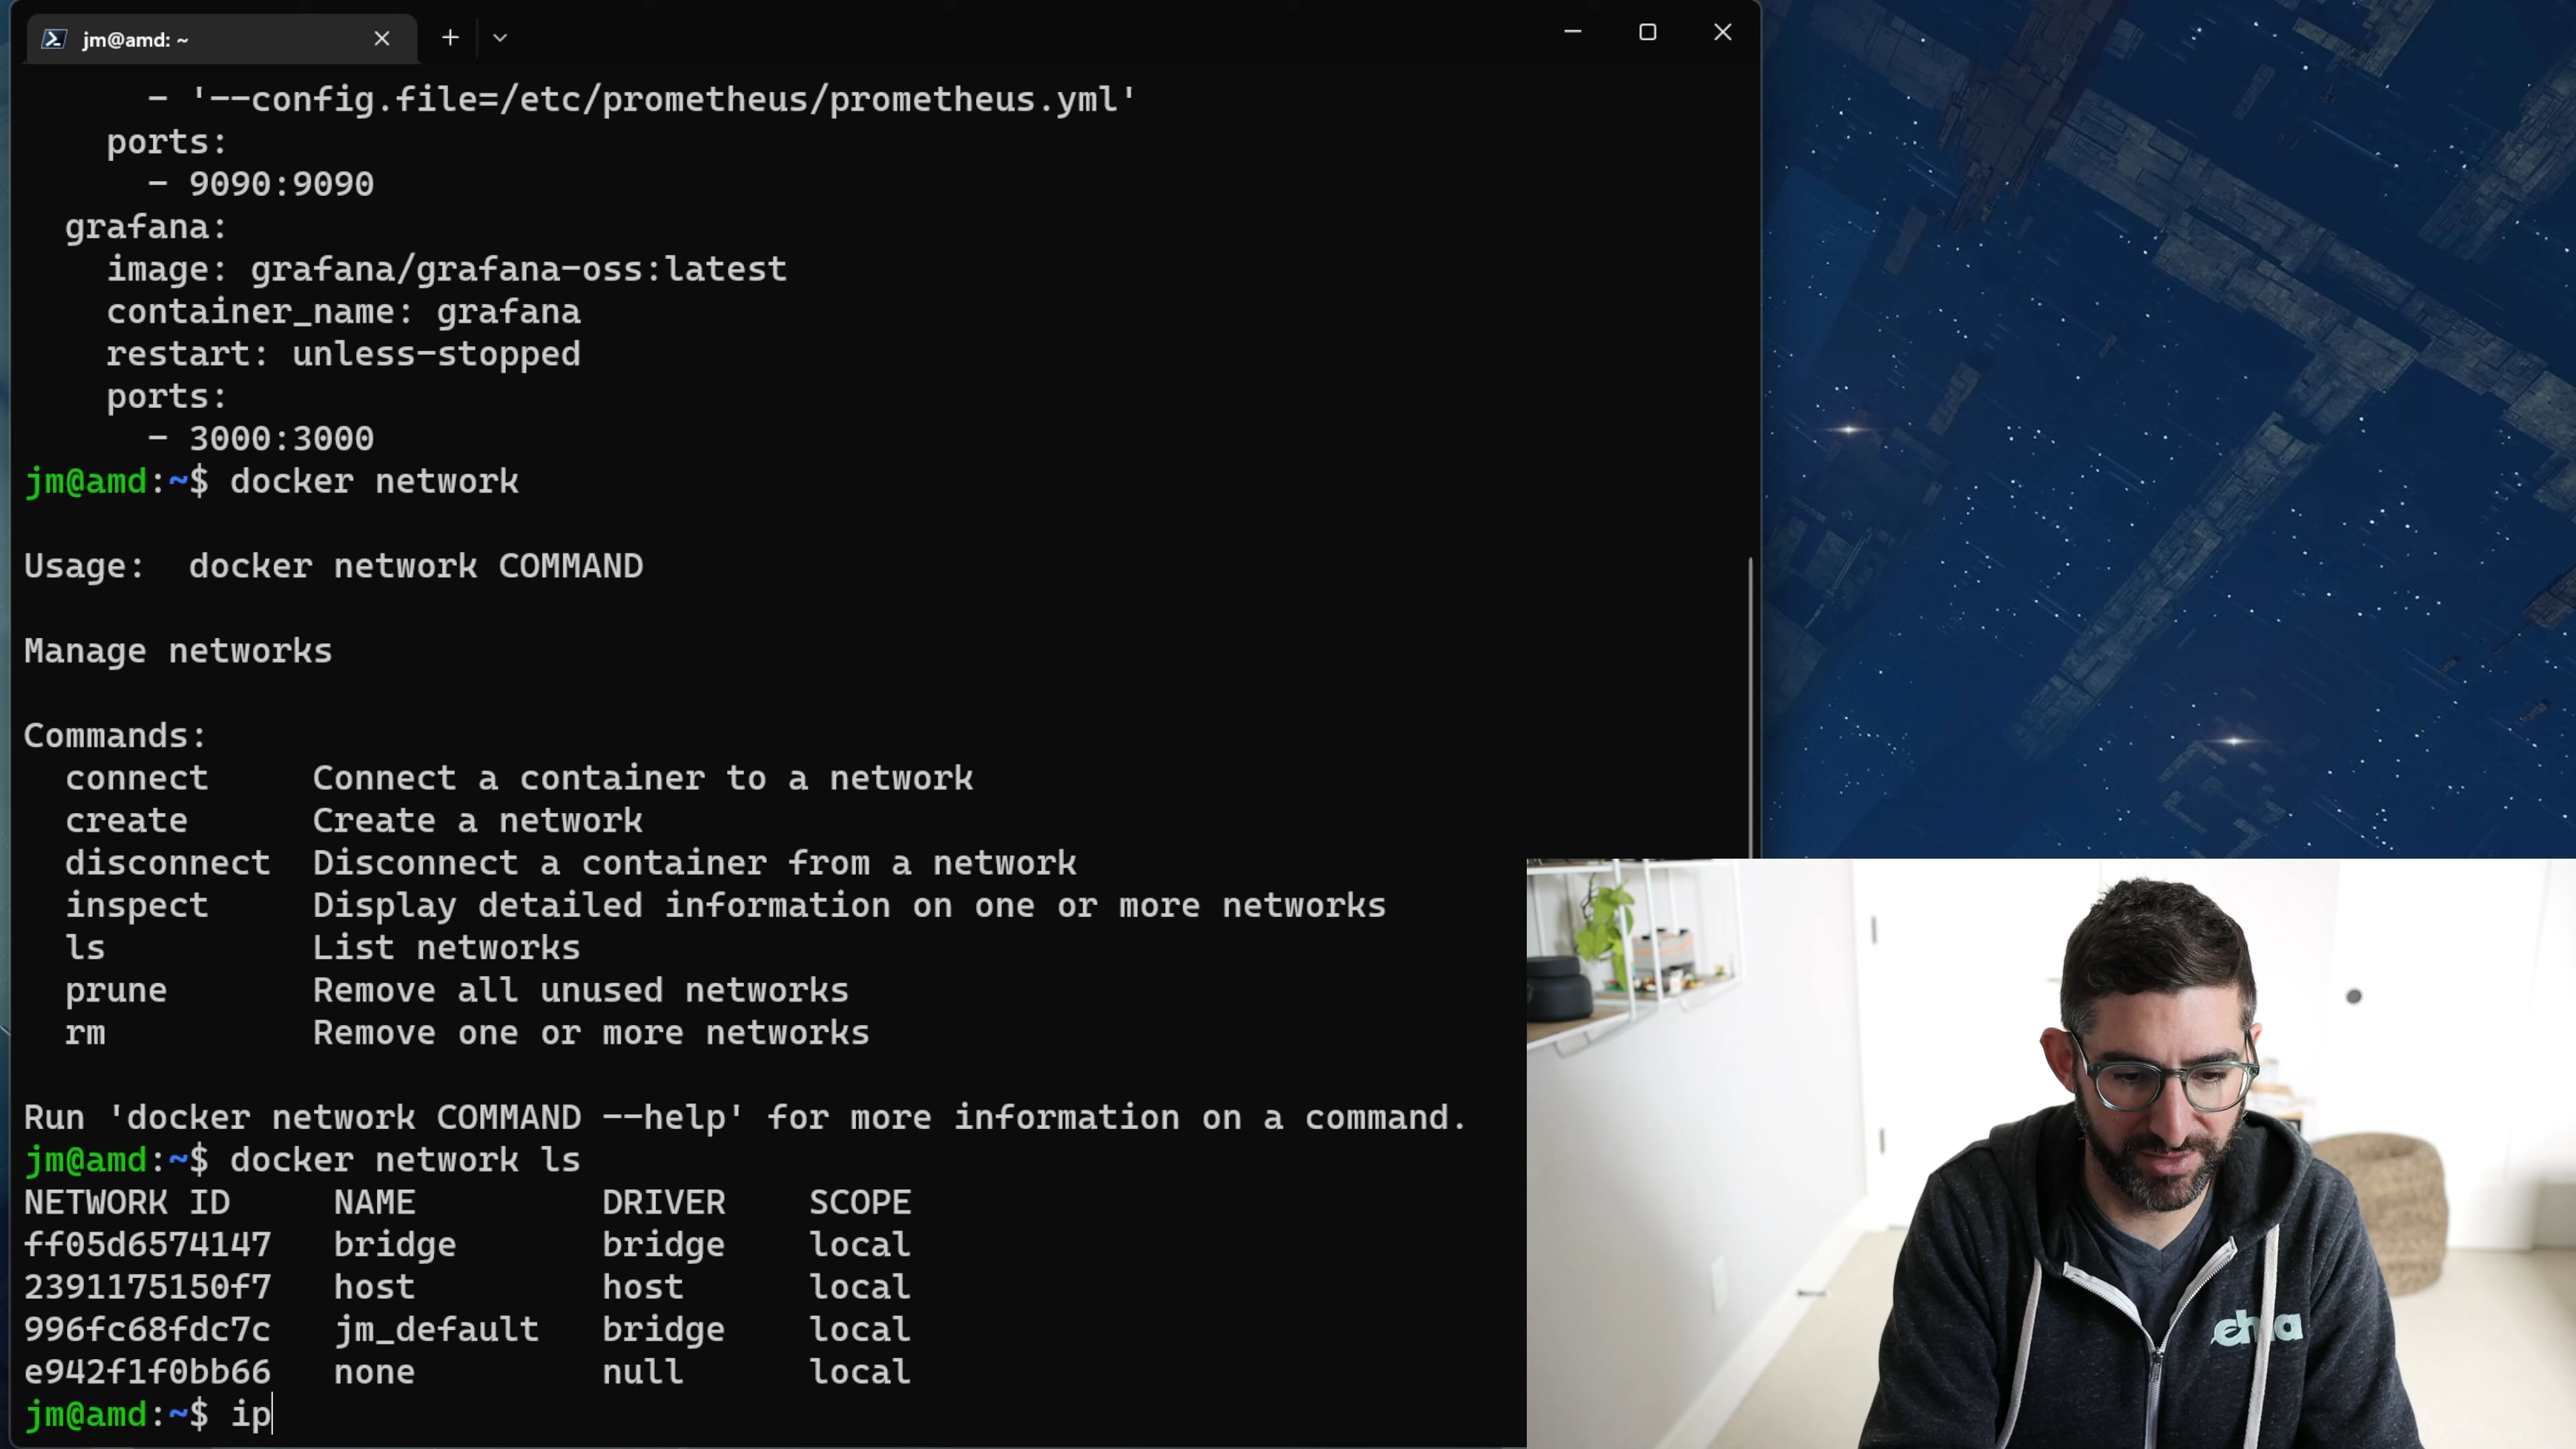 jm@amd: ~
- '--config.file=/etc/prometheus/prometheus.yml'
ports:
- 9090:9090
grafana:
image: grafana/grafana-oss:latest
container_name: grafana
restart: unless-stopped
ports:
- 3000:3000
jm@amd:~$ docker network
Usage: docker network COMMAND
Manage networks
Commands:
connect Connect a container to a network
create Create a network
disconnect Disconnect a container from a network
inspect Display detailed information on one or more networks
ls List networks
prune Remove all unused networks
rm Remove one or more networks
Run 'docker network COMMAND --help' for more information on a command.
jm@amd:~$ docker network ls
NETWORK ID NAME DRIVER SCOPE
ff05d6574147 bridge bridge local
2391175150f7 host host local
996fc68fdc7c jm_default bridge local
e942f1f0bb66 none null local
jm@amd:~$ ip